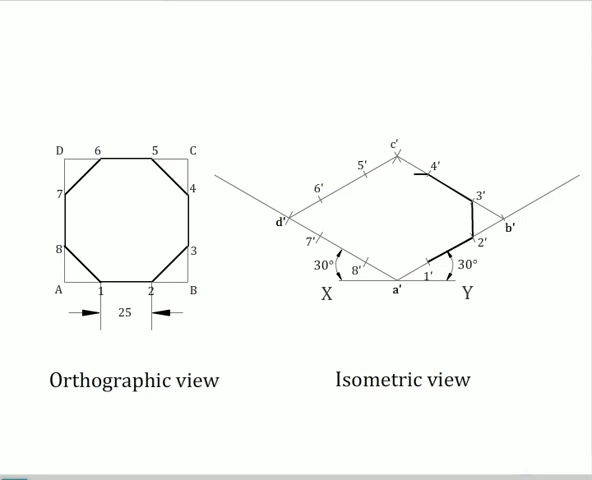 D 6 5 C
7 4
8 3
A 1 2 B
25
Orthographic view
c'
5' 4'
6' 3'
d' b'
7' 2'
30° 8' 1' 30°
X a' Y
Isometric view